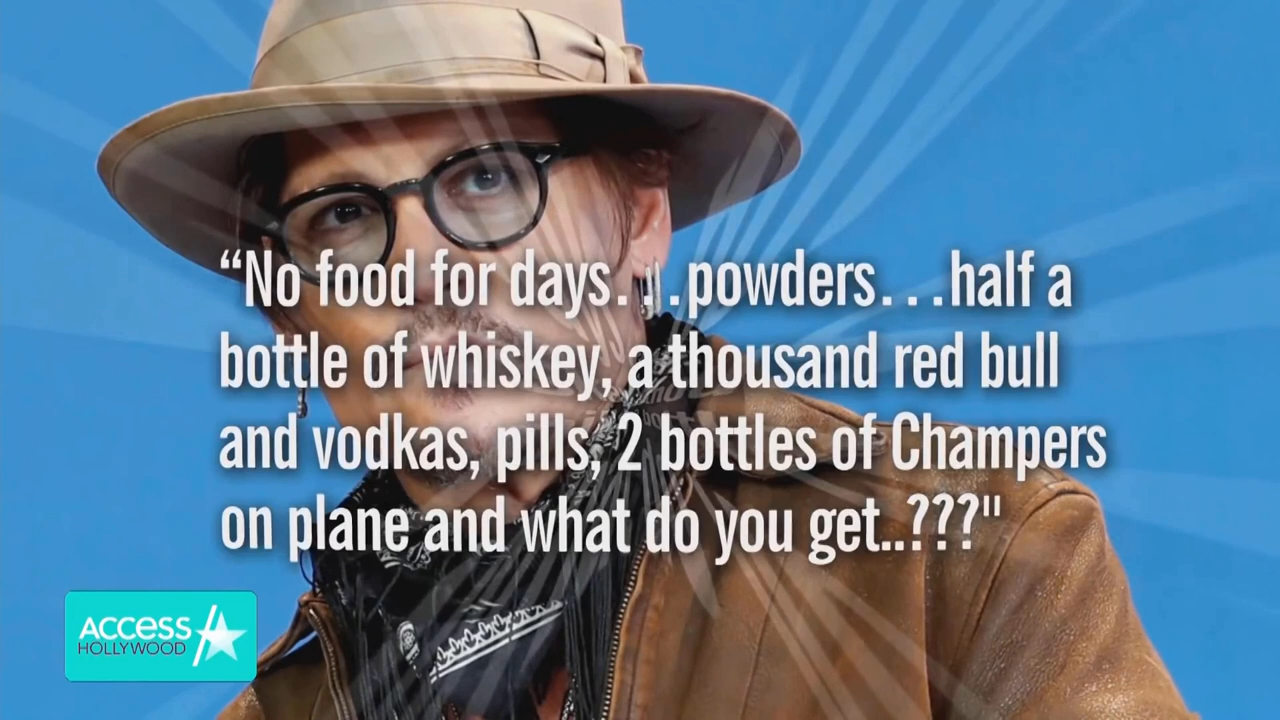 “No food for days. . .powders. . .half a
bottle of whiskey, a thousand red bull
and vodkas, pills, 2 bottles of Champers
on plane and what do you get..???"
ACCESS
HOLLYWOOD